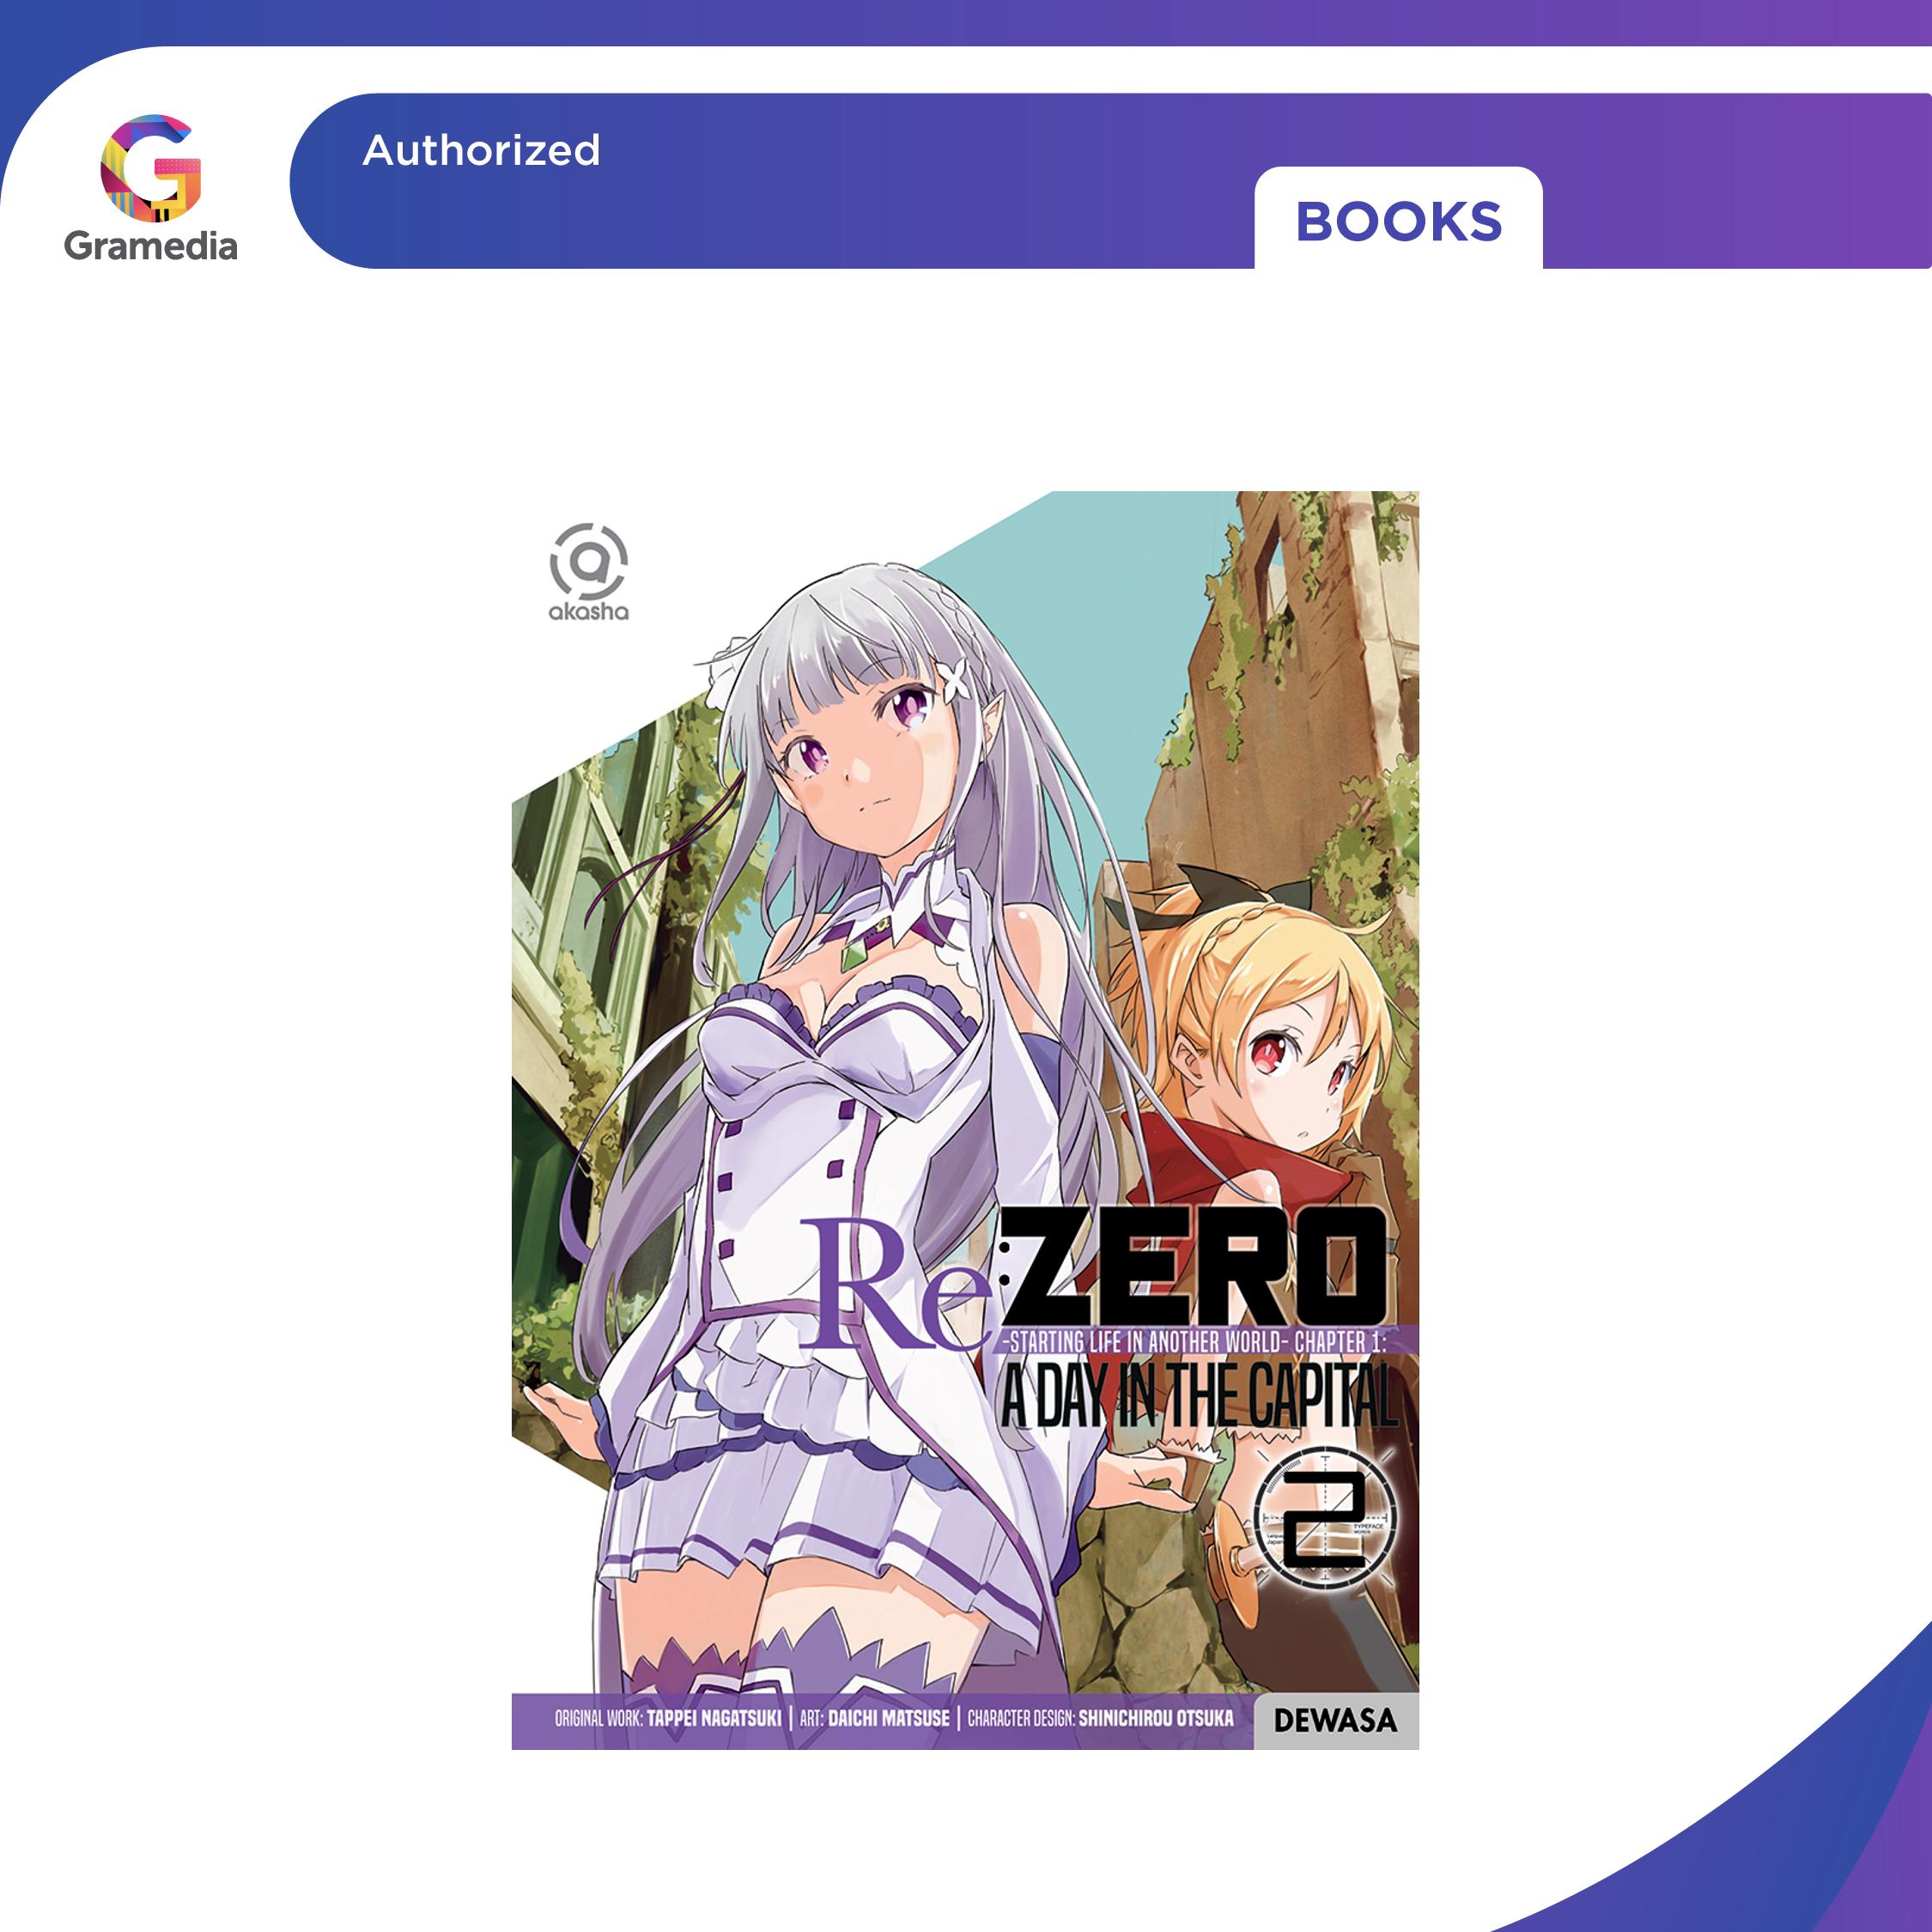 Authorized
BOOKS
Gramedia
akasha
Re:ZERO
-STARTING LIFE IN ANOTHER WORLD- CHAPTER 1:
A DAY IN THE CAPITAL
2
TYPEFACE
ORIGINAL WORK: TAPPEI NAGATSUKI | ART: DAICHI MATSUSE | CHARACTER DESIGN: SHINICHIROU OTSUKA
DEWASA